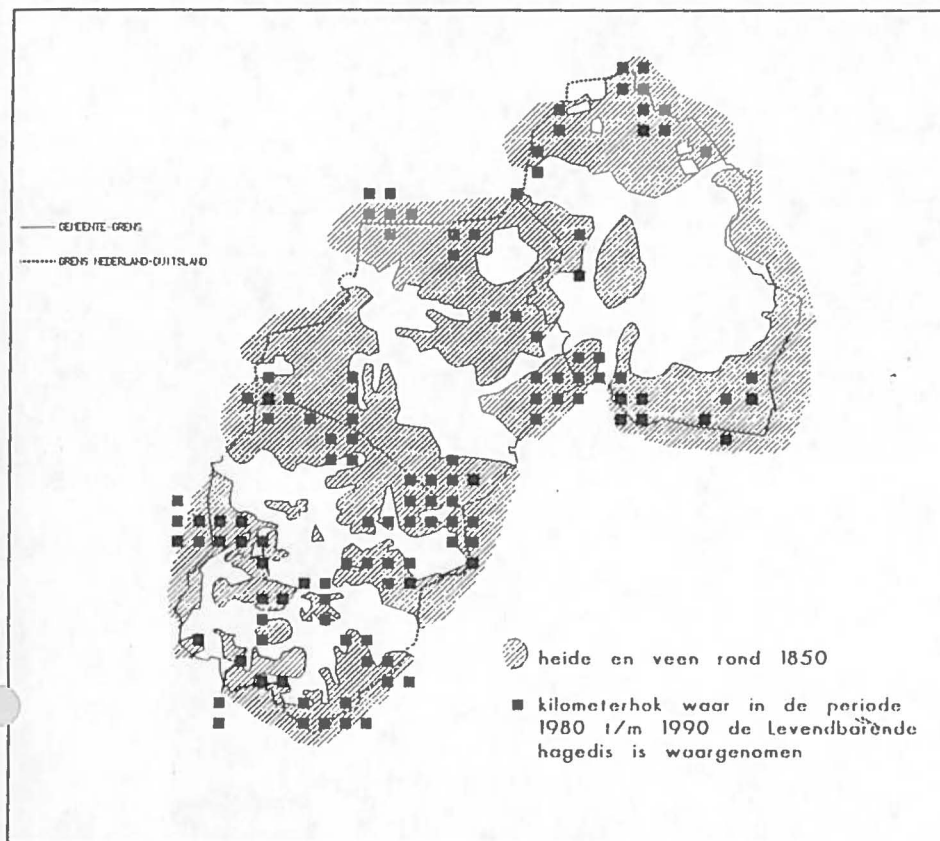 GEMEENTE-GRENS
GRENS NEDERLAND-DUITSLAND
heide en veen rond 1850
kilometerhok waar in de periode
1980 t/m 1990 de Levendbarende
hagedis is waargenomen